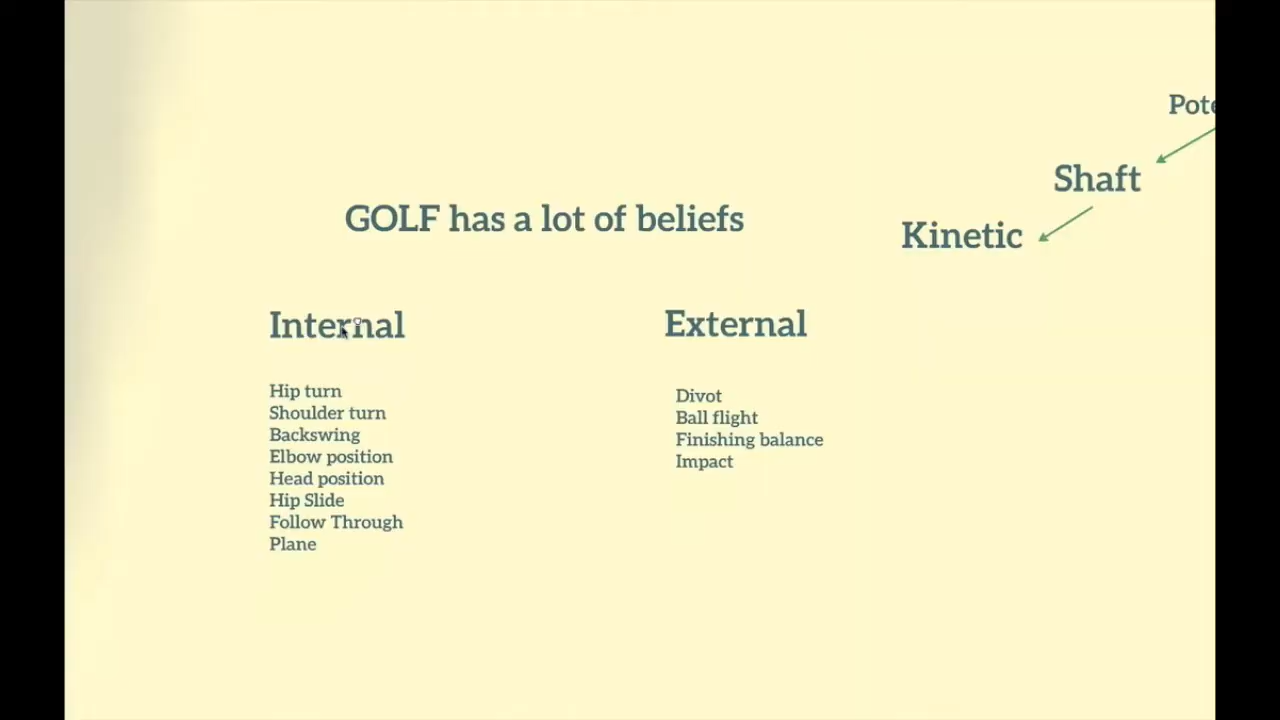 Pote
Shaft
GOLF has a lot of beliefs
Kinetic
Internal
Hip turn
Shoulder turn
Backswing
Elbow position
Head position
Hip Slide
Follow Through
Plane
External
Divot
Ball flight
Finishing balance
Impact